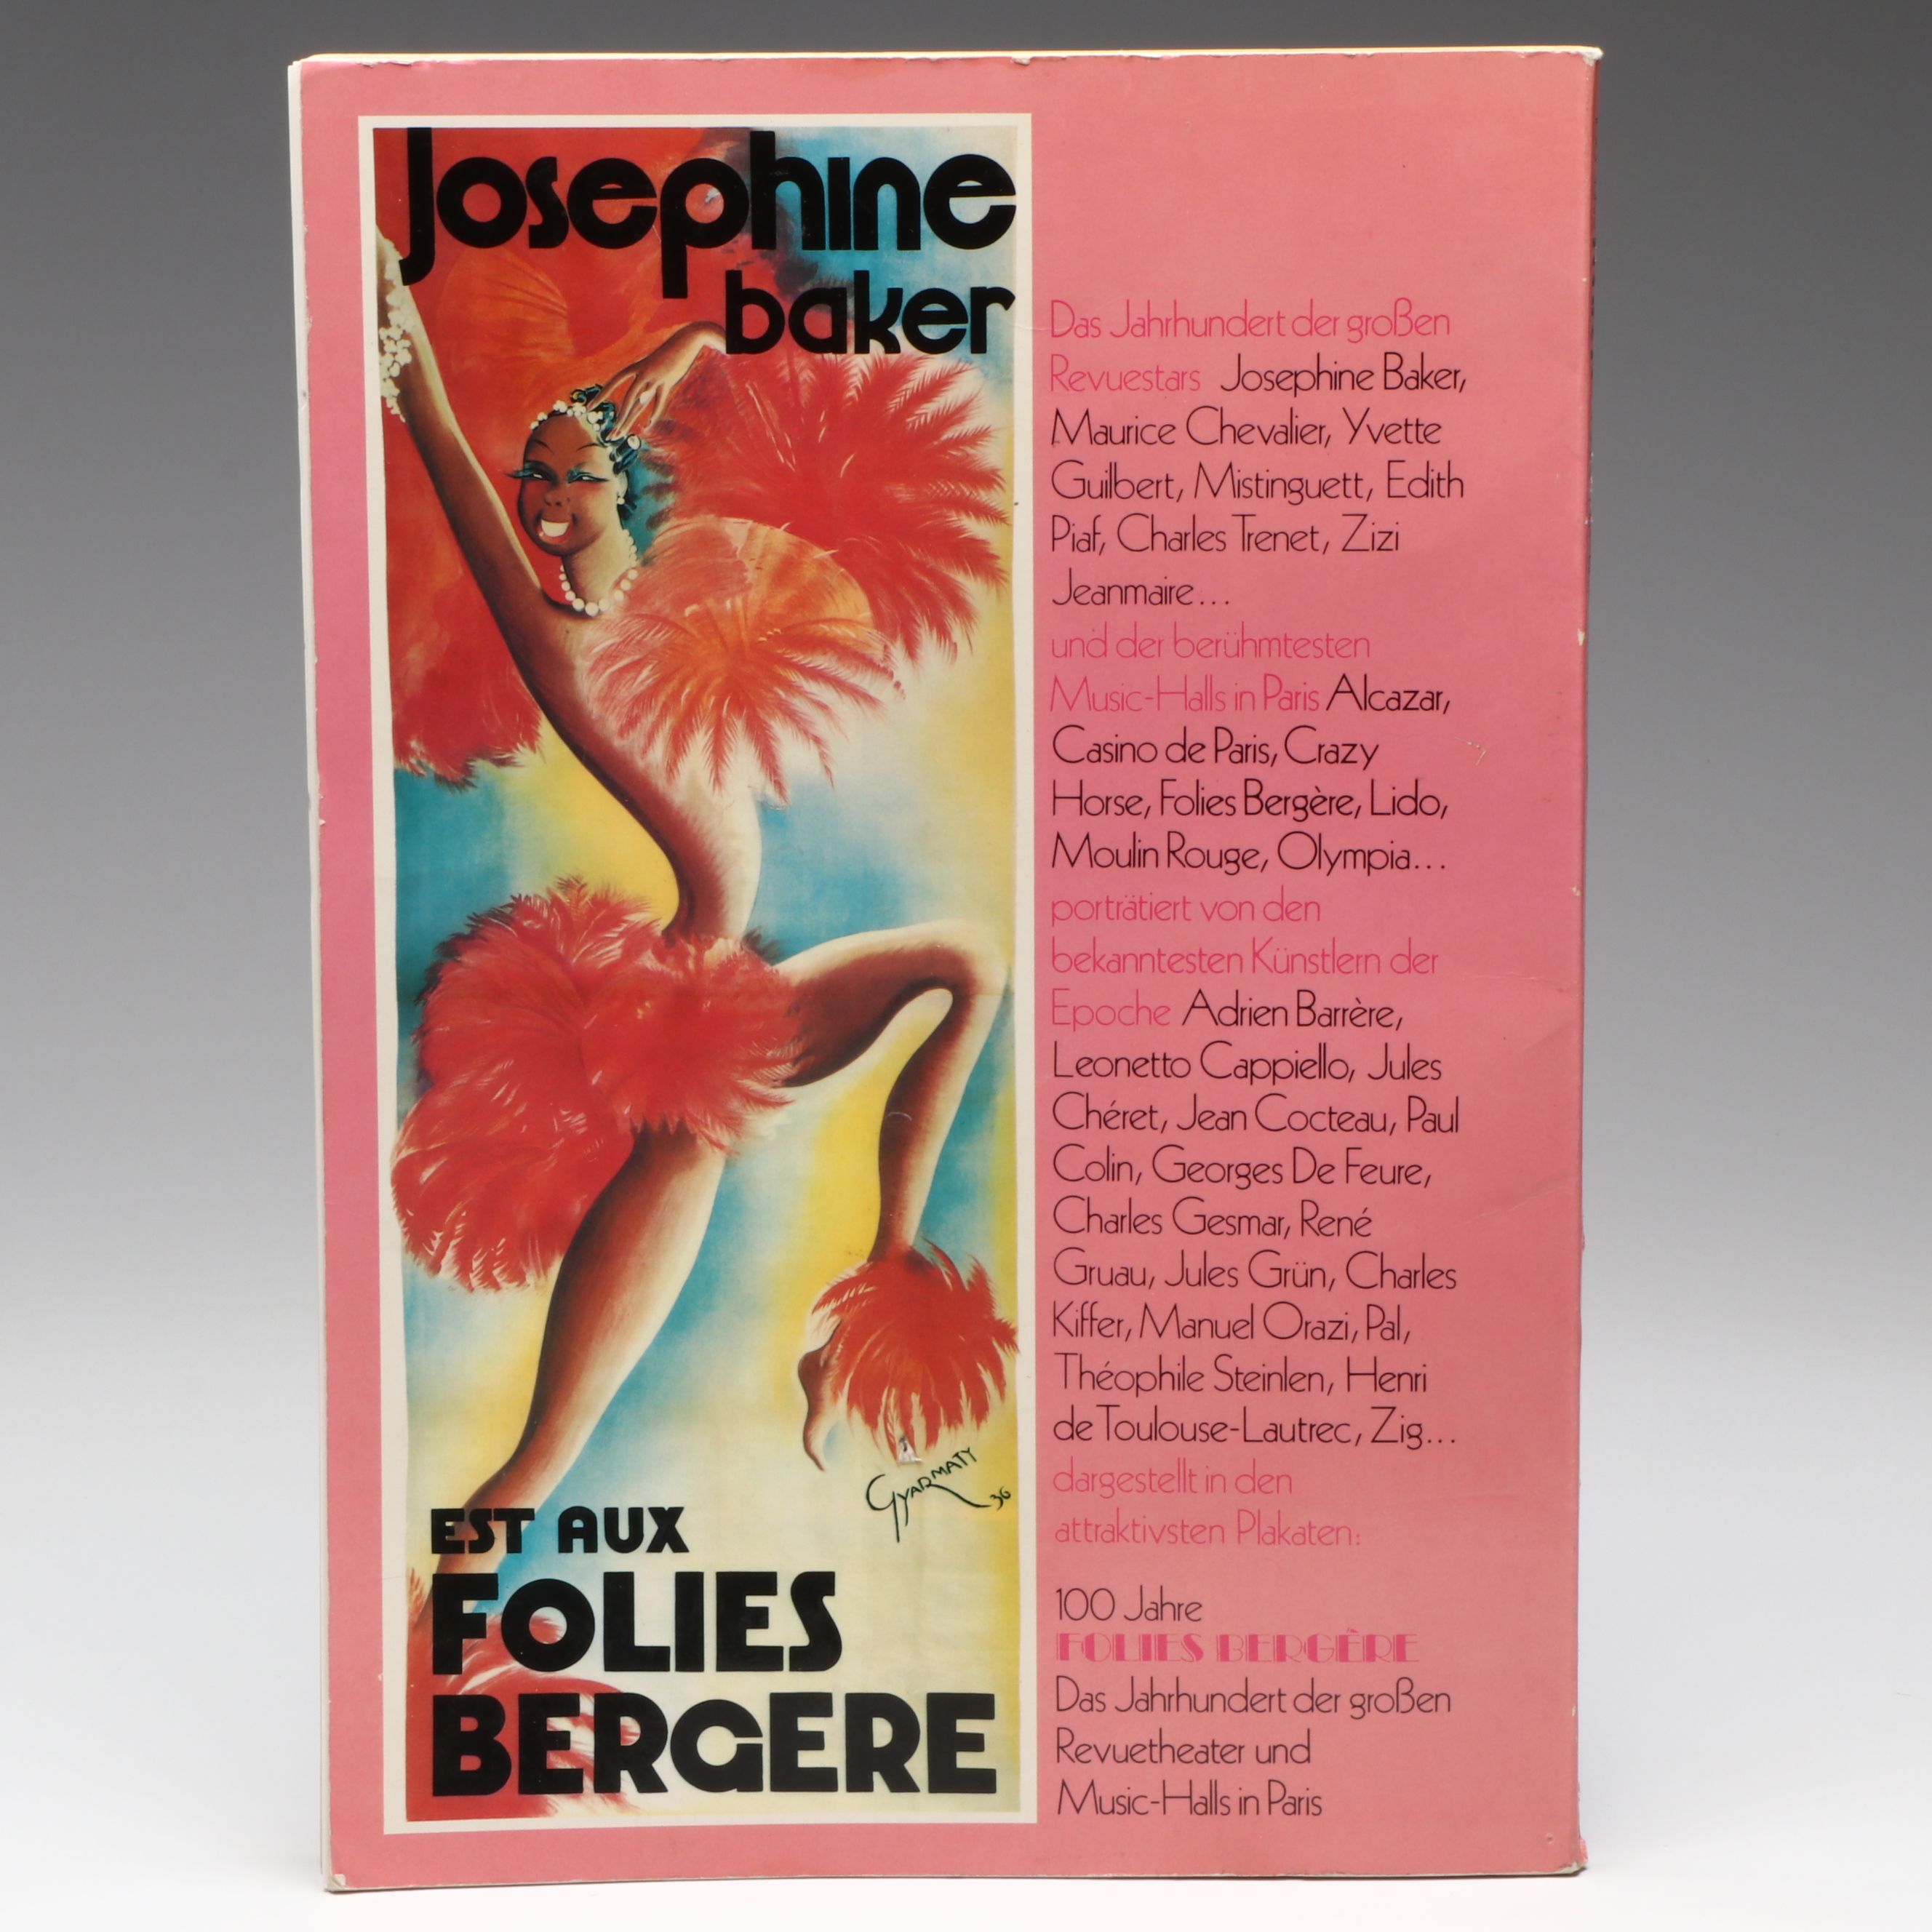 Josephine
baker
Gyarmaty 36
EST AUX
FOLIES
BERGERE
Das Jahrhundert der großen
Revuestars Josephine Baker,
Maurice Chevalier, Yvette
Guilbert, Mistinguett, Edith
Piaf, Charles Trenet, Zizi
Jeanmaire...
und der berühmtesten
Music-Halls in Paris Alcazar,
Casino de Paris, Crazy
Horse, Folies Bergère, Lido,
Moulin Rouge, Olympia...
porträtiert von den
bekanntesten Künstlern der
Epoche Adrien Barrère,
Leonetto Cappiello, Jules
Chéret, Jean Cocteau, Paul
Colin, Georges De Feure,
Charles Gesmar, René
Gruau, Jules Grün, Charles
Kiffer, Manuel Orazi, Pal,
Théophile Steinlen, Henri
de Toulouse-Lautrec, Zig...
dargestellt in den
attraktivsten Plakaten:
100 Jahre
FOLIES BERGÈRE
Das Jahrhundert der großen
Revuetheater und
Music-Halls in Paris